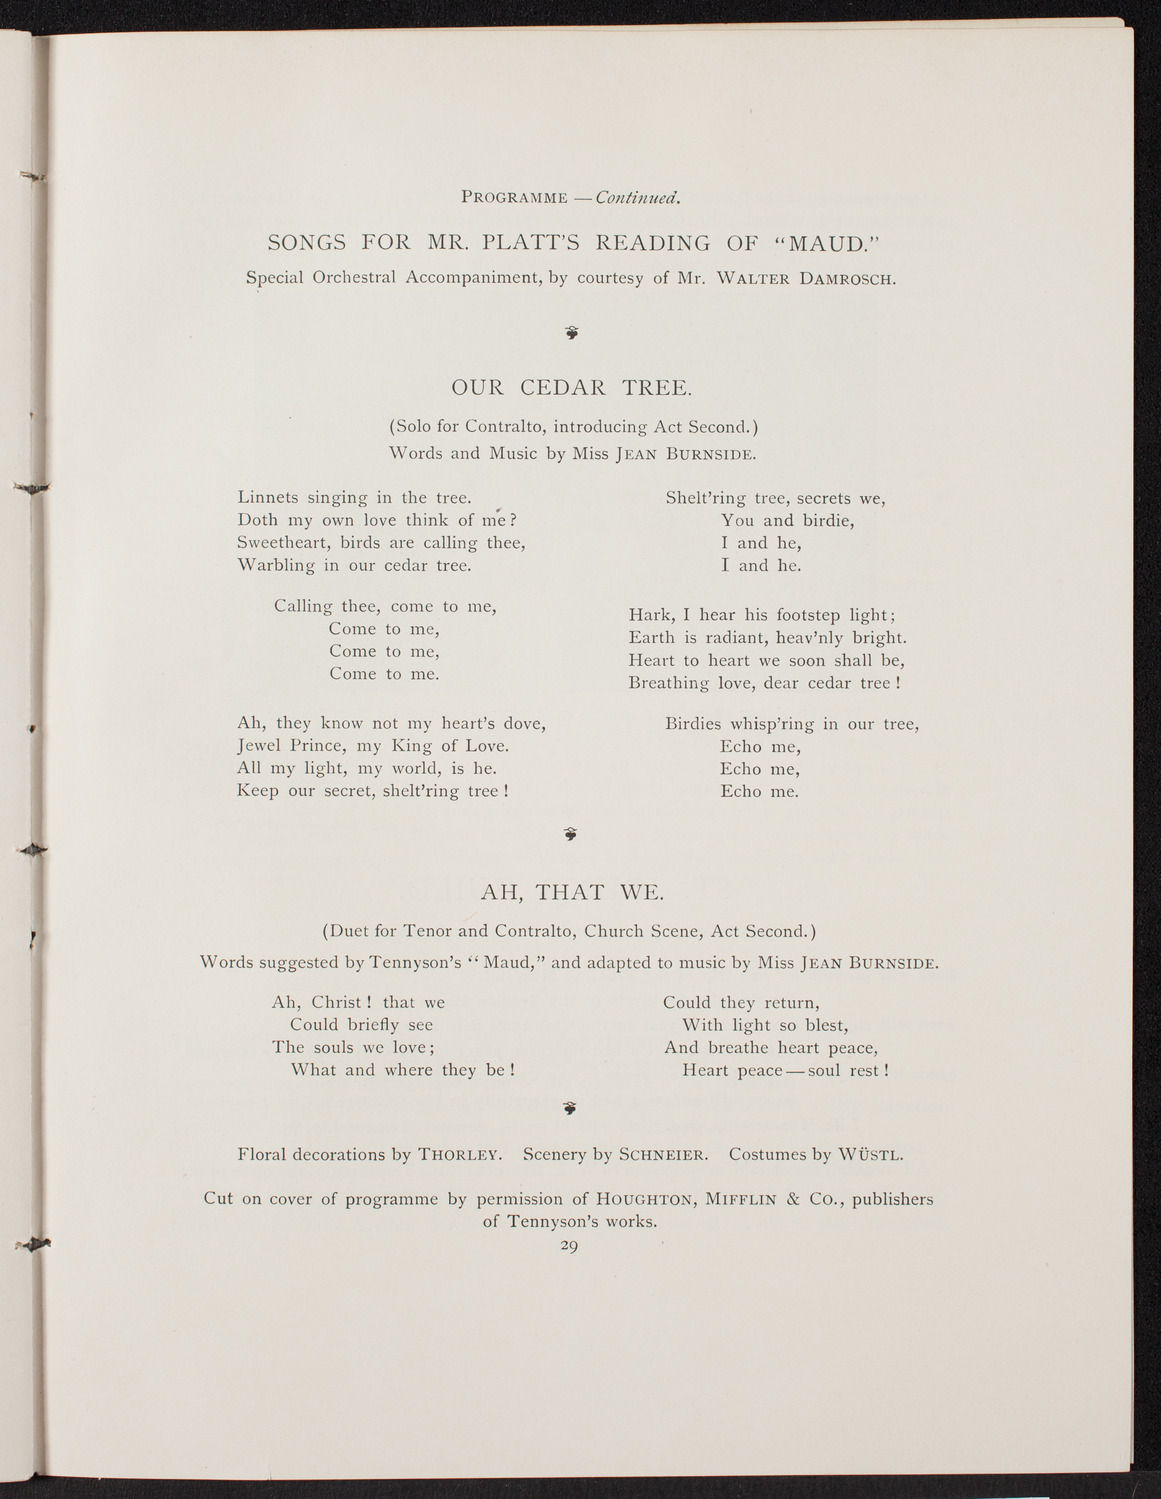 PROGRAMME — Continued.
SONGS FOR MR. PLATT'S READING OF "MAUD."
Special Orchestral Accompaniment, by courtesy of Mr. WALTER DAMROSCH.
OUR CEDAR TREE.
(Solo for Contralto, introducing Act Second.)
Words and Music by Miss JEAN BURNSIDE.
Linnets singing in the tree.
Doth my own love think of me?
Sweetheart, birds are calling thee,
Warbling in our cedar tree.
Calling thee, come to me,
Come to me,
Come to me,
Come to me.
Ah, they know not my heart's dove,
Jewel Prince, my King of Love.
All my light, my world, is he.
Keep our secret, shelt'ring tree!
Shelt'ring tree, secrets we,
You and birdie,
I and he,
I and he.
Hark, I hear his footstep light;
Earth is radiant, heav'nly bright.
Heart to heart we soon shall be,
Breathing love, dear cedar tree!
Birdies whisp'ring in our tree,
Echo me,
Echo me,
Echo me.
AH, THAT WE.
(Duet for Tenor and Contralto, Church Scene, Act Second.)
Words suggested by Tennyson's "Maud," and adapted to music by Miss JEAN BURNSIDE.
Ah, Christ! that we
Could briefly see
The souls we love;
What and where they be!
Could they return,
With light so blest,
And breathe heart peace,
Heart peace—soul rest!
Floral decorations by THORLEY. Scenery by SCHNEIER. Costumes by WÜSTL.
Cut on cover of programme by permission of HOUGHTON, MIFFLIN & CO., publishers
of Tennyson's works.
29